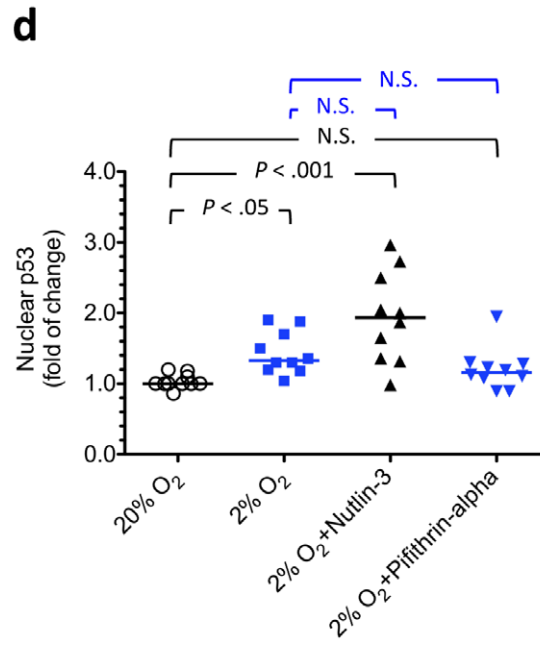 d
N.S.
N.S.
N.S.
P < .001
P < .05
Nuclear p53
(fold of change)
4.0
3.0
2.0
1.0
0.0
20% O₂
2% O₂
2% O₂+Nutlin-3
2% O₂+Pifithrin-alpha